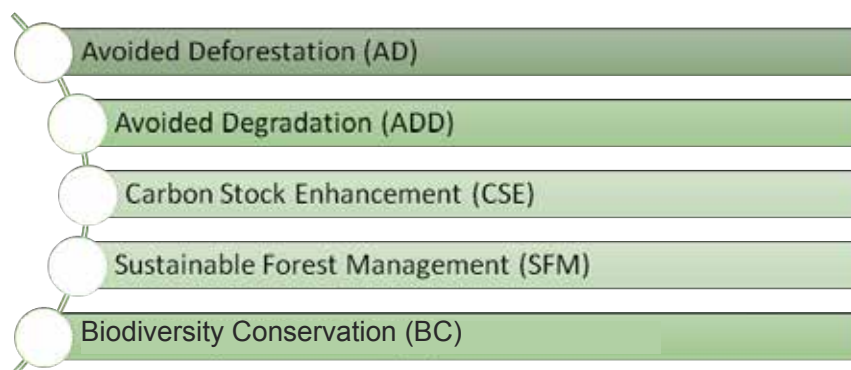 Avoided Deforestation (AD)
Avoided Degradation (ADD)
Carbon Stock Enhancement (CSE)
Sustainable Forest Management (SFM)
Biodiversity Conservation (BC)